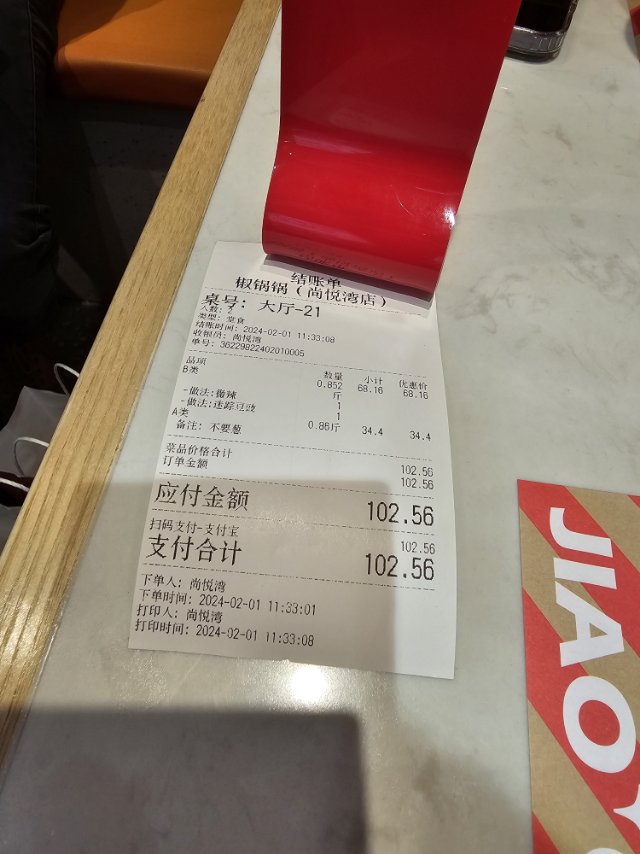 结账单
椒锅锅（尚悦湾店）
桌号：大厅-21
人数：2
类型：堂食
结账时间：2024-02-01 11:33:08
收银员：尚悦湾
单号：36229822402010005
品项 数量 小计 优惠价
B类 0.852 68.16 68.16
斤
-做法:微辣 1
-做法:迷踪豆豉 1
A类 0.86斤 34.4 34.4
备注：不要葱
菜品价格合计 102.56
订单金额 102.56
应付金额 102.56
扫码支付-支付宝 102.56
支付合计 102.56
下单人：尚悦湾
下单时间：2024-02-01 11:33:01
打印人：尚悦湾
打印时间：2024-02-01 11:33:08
JIAO